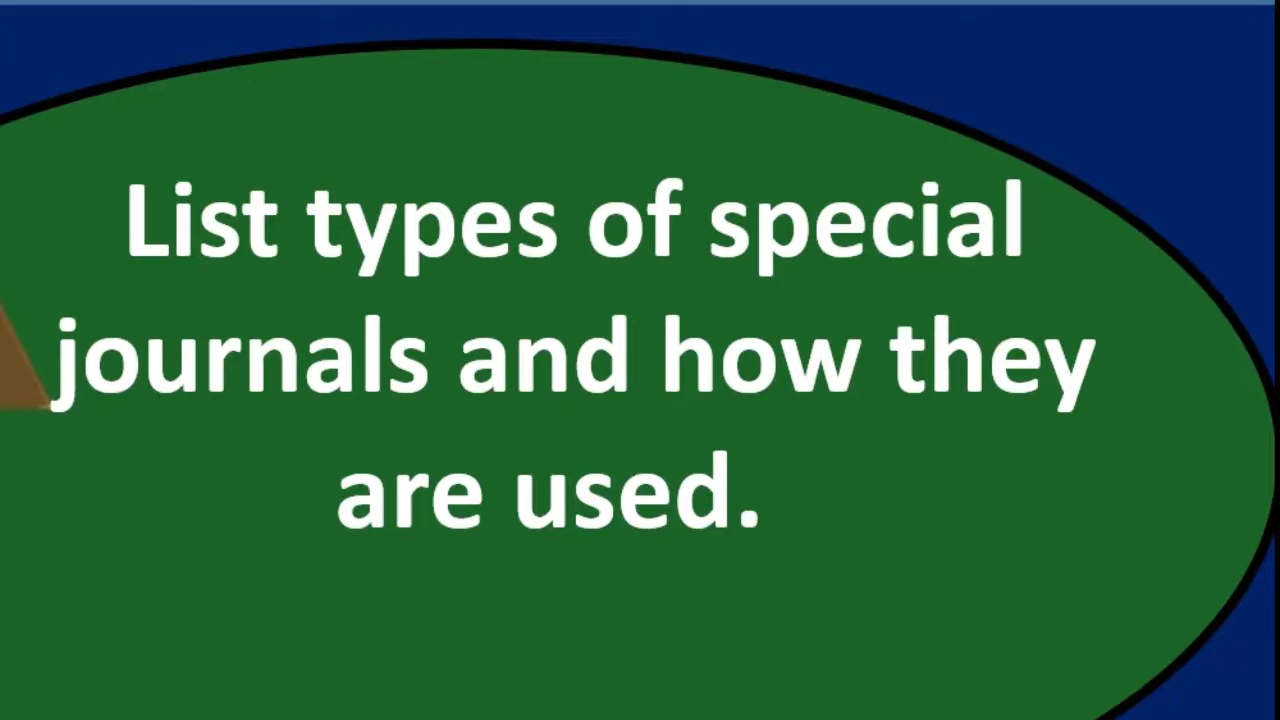 List types of special
journals and how they
are used.